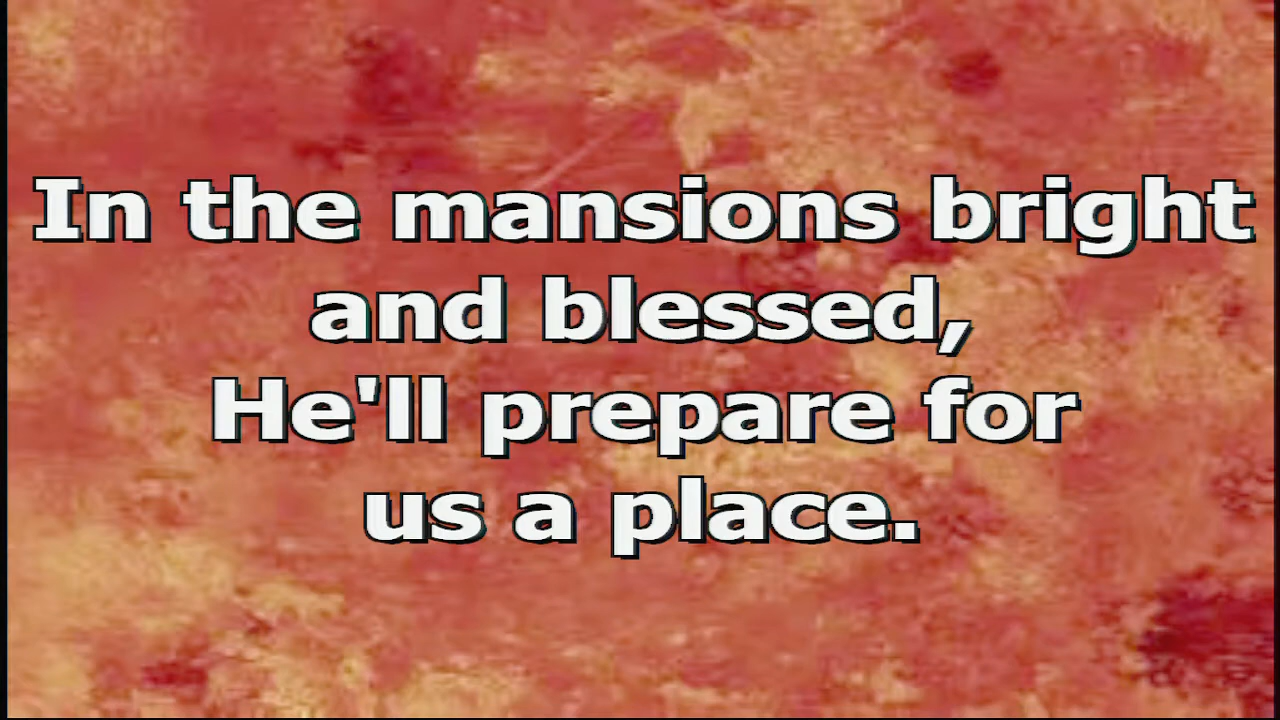 In the mansions bright
and blessed,
He'll prepare for
us a place.